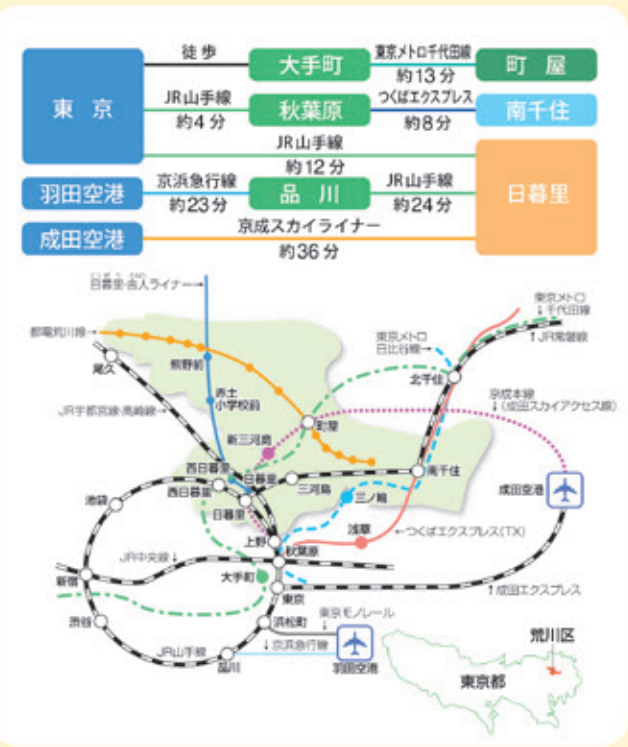 徒歩
東京メトロ千代田線
東京
大手町
町屋
約13分
JR山手線
つくばエクスプレス
秋葉原
南千住
約4分
約8分
JR山手線
約12分
日暮里
京浜急行線
JR山手線
羽田空港
品川
約23分
約24分
京成スカイライナー
成田空港
約36分
日暮里・舎人ライナー→
東京メトロ
↓千代田線
都電荒川線→
東京メトロ
日比谷線→
↑JR常磐線
尾久
熊野前
北千住
赤土
小学校前
京成本線
↓(成田スカイアクセス線)
JR宇都宮線・高崎線→
町屋
新三河島
西日暮里
日暮里
南千住
西日暮里
三河島
成田空港
池袋
日暮里
三ノ輪
上野
浅草
←つくばエクスプレス(TX)
JR中央線↓
秋葉原
新宿
大手町
東京
↑成田エクスプレス
東京モノレール
↓
渋谷
浜松町
荒川区
↓京浜急行線
JR山手線
品川
羽田空港
東京都